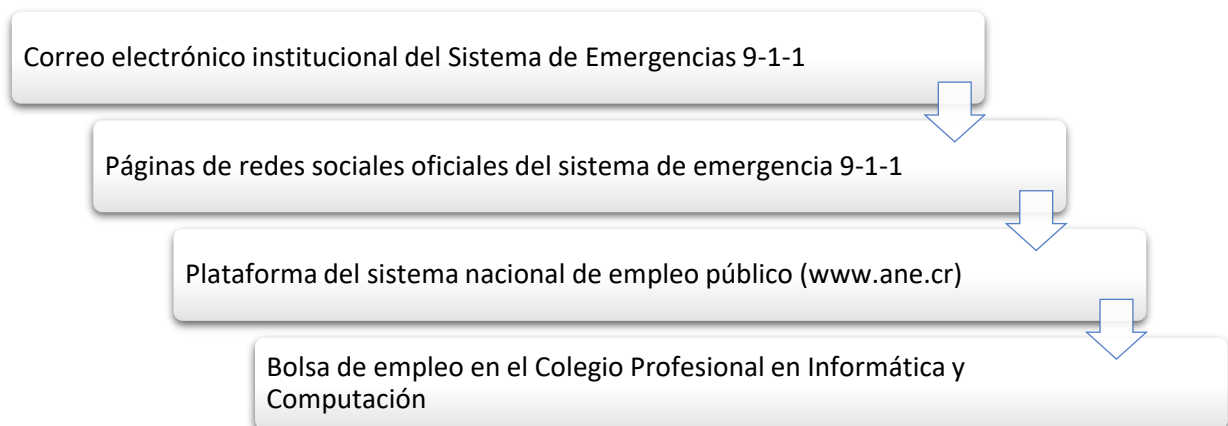 Correo electrónico institucional del Sistema de Emergencias 9-1-1
Páginas de redes sociales oficiales del sistema de emergencia 9-1-1
Plataforma del sistema nacional de empleo público (www.ane.cr)
Bolsa de empleo en el Colegio Profesional en Informática y
Computación